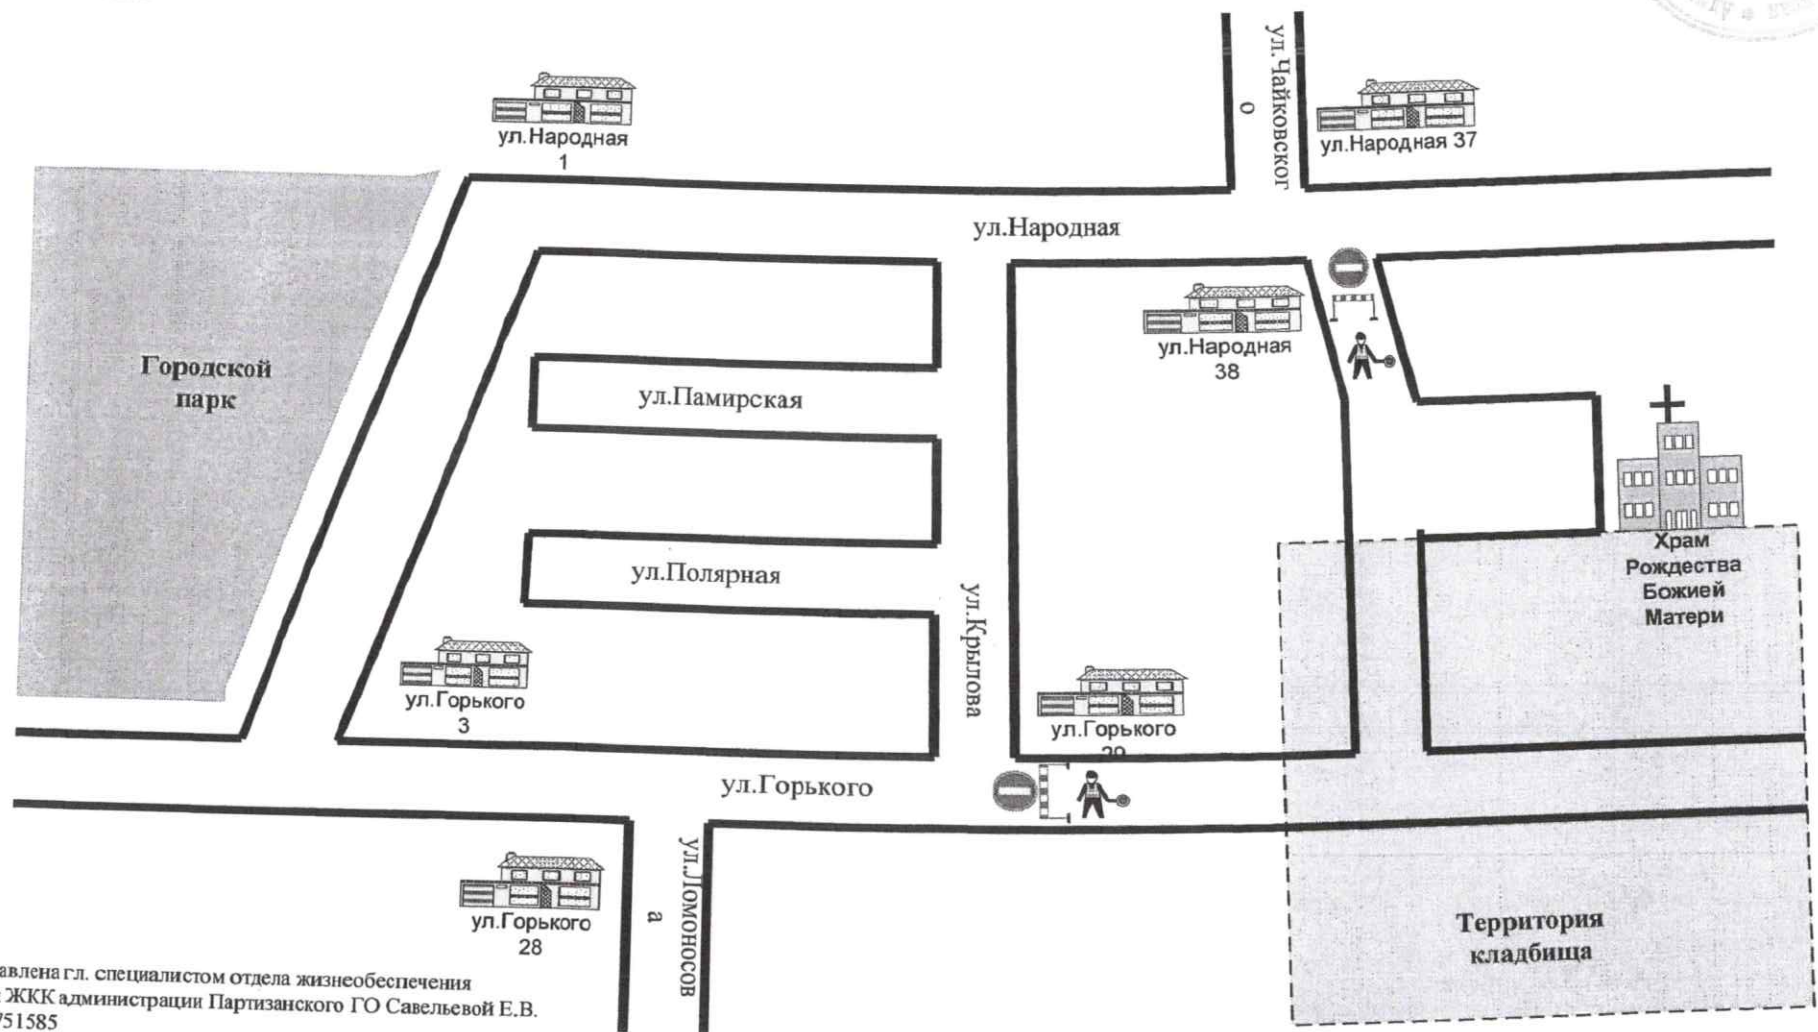 ул.Чайковског
о
ул.Народная
1
ул.Народная 37
ул.Народная
ул.Народная
38
Городской
парк
ул.Памирская
ул.Полярная
ул.Крылова
Храм
Рождества
Божией
Матери
ул.Горького
3
ул.Горького
ул.Горького
ул.Ломоносов
а
ул.Горького
28
Территория
кладбища
авлена гл. специалистом отдела жизнеобеспечения
ЖКК администрации Партизанского ГО Савельевой Е.В.
751585